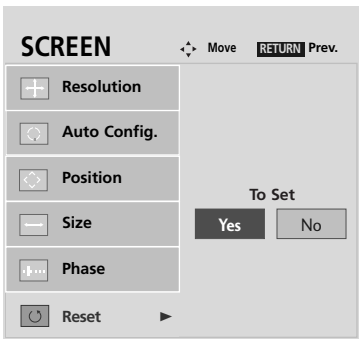 SCREEN Move RETURN Prev.
Resolution
Auto Config.
Position
To Set
Size
Yes No
Phase
Reset